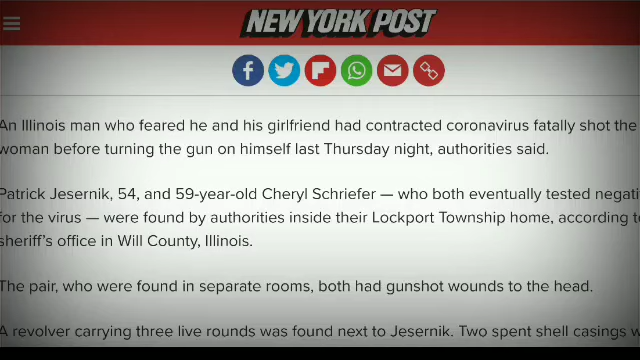 NEW YORK POST
An Illinois man who feared he and his girlfriend had contracted coronavirus fatally shot the
woman before turning the gun on himself last Thursday night, authorities said.
Patrick Jesernik, 54, and 59-year-old Cheryl Schriefer — who both eventually tested negati
for the virus — were found by authorities inside their Lockport Township home, according to
sheriff's office in Will County, Illinois.
The pair, who were found in separate rooms, both had gunshot wounds to the head.
A revolver carrying three live rounds was found next to Jesernik. Two spent shell casings w